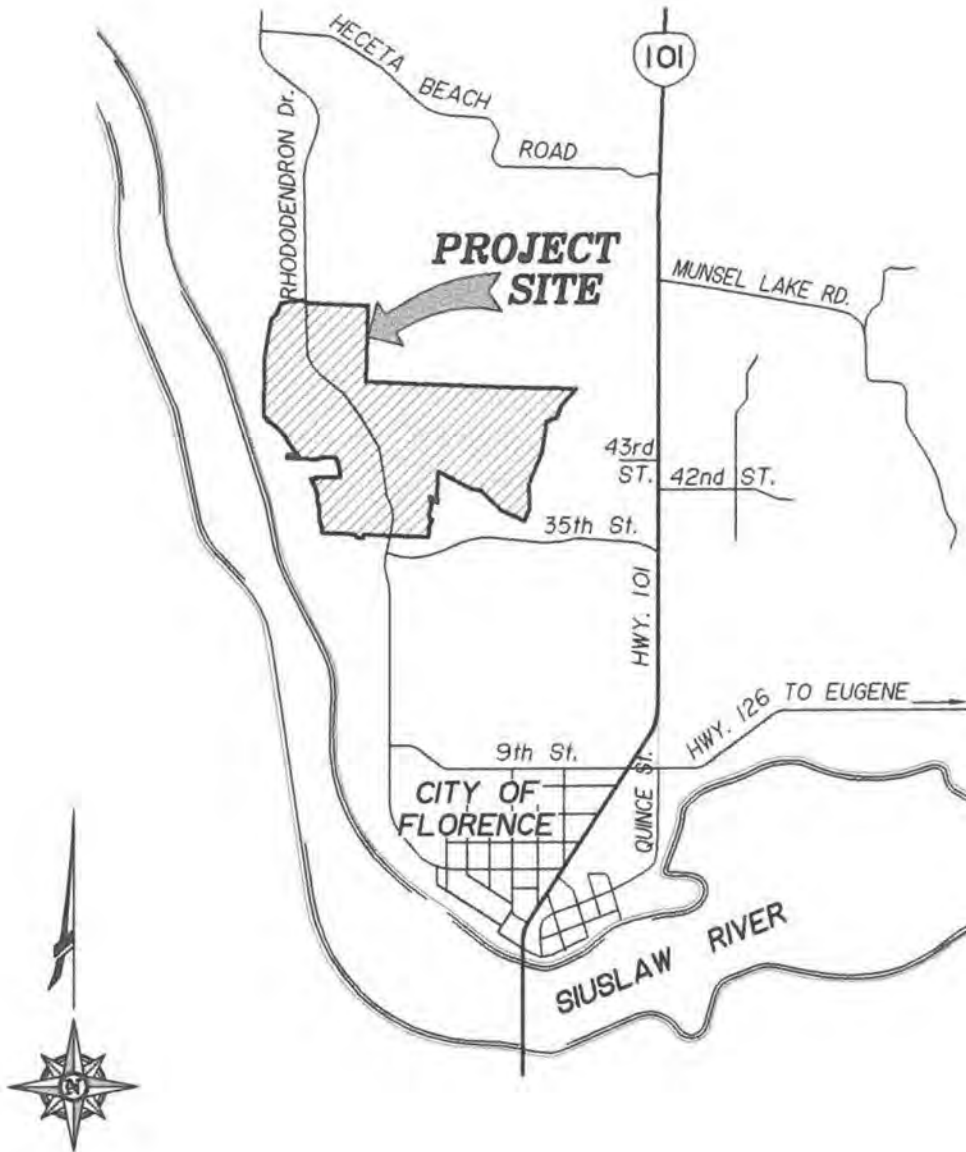 101
HECETA
BEACH
ROAD
RHODODENDRON Dr.
PROJECT
SITE
MUNSEL LAKE RD.
43rd
ST.
42nd ST.
35th St.
HWY. 101
HWY. 126 TO EUGENE
9th St.
QUINCE St.
CITY OF
FLORENCE
SIUSLAW RIVER
N